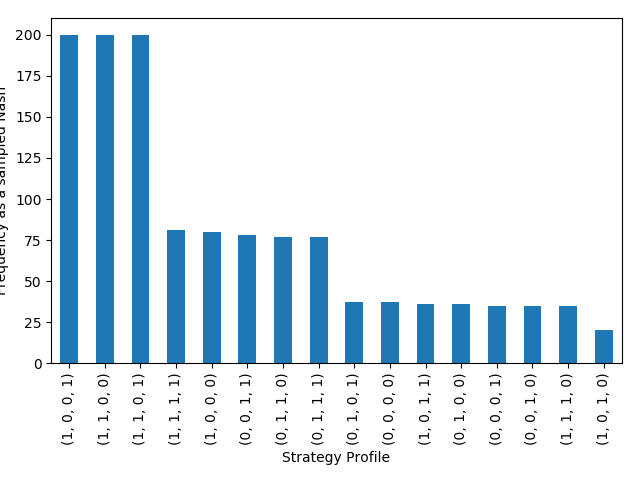 Frequency as a sampled Nash
200
175
150
125
100
75
50
25
0
(1, 0, 0, 1)
(1, 1, 0, 0)
(1, 1, 0, 1)
(1, 1, 1, 1)
(1, 0, 0, 0)
(0, 0, 1, 1)
(0, 1, 1, 0)
(0, 1, 1, 1)
(0, 1, 0, 1)
(0, 0, 0, 0)
(1, 0, 1, 1)
(0, 1, 0, 0)
(0, 0, 0, 1)
(0, 0, 1, 0)
(1, 1, 1, 0)
(1, 0, 1, 0)
Strategy Profile